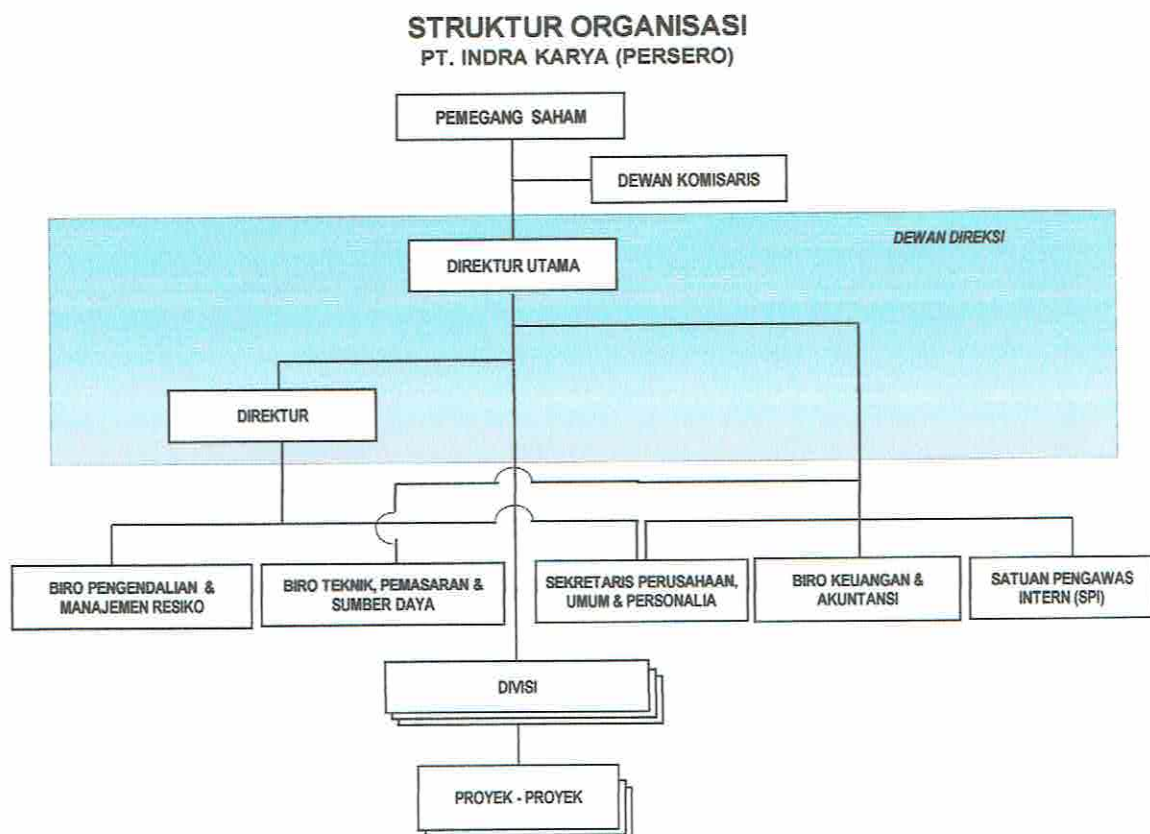 STRUKTUR ORGANISASI
PT. INDRA KARYA (PERSERO)
PEMEGANG SAHAM
DEWAN KOMISARIS
DEWAN DIREKSI
DIREKTUR UTAMA
DIREKTUR
BIRO PENGENDALIAN &
MANAJEMEN RESIKO
BIRO TEKNIK, PEMASARAN &
SUMBER DAYA
SEKRETARIS PERUSAHAAN,
UMUM & PERSONALIA
BIRO KEUANGAN &
AKUNTANSI
SATUAN PENGAWAS
INTERN (SPI)
DIVISI
PROYEK - PROYEK